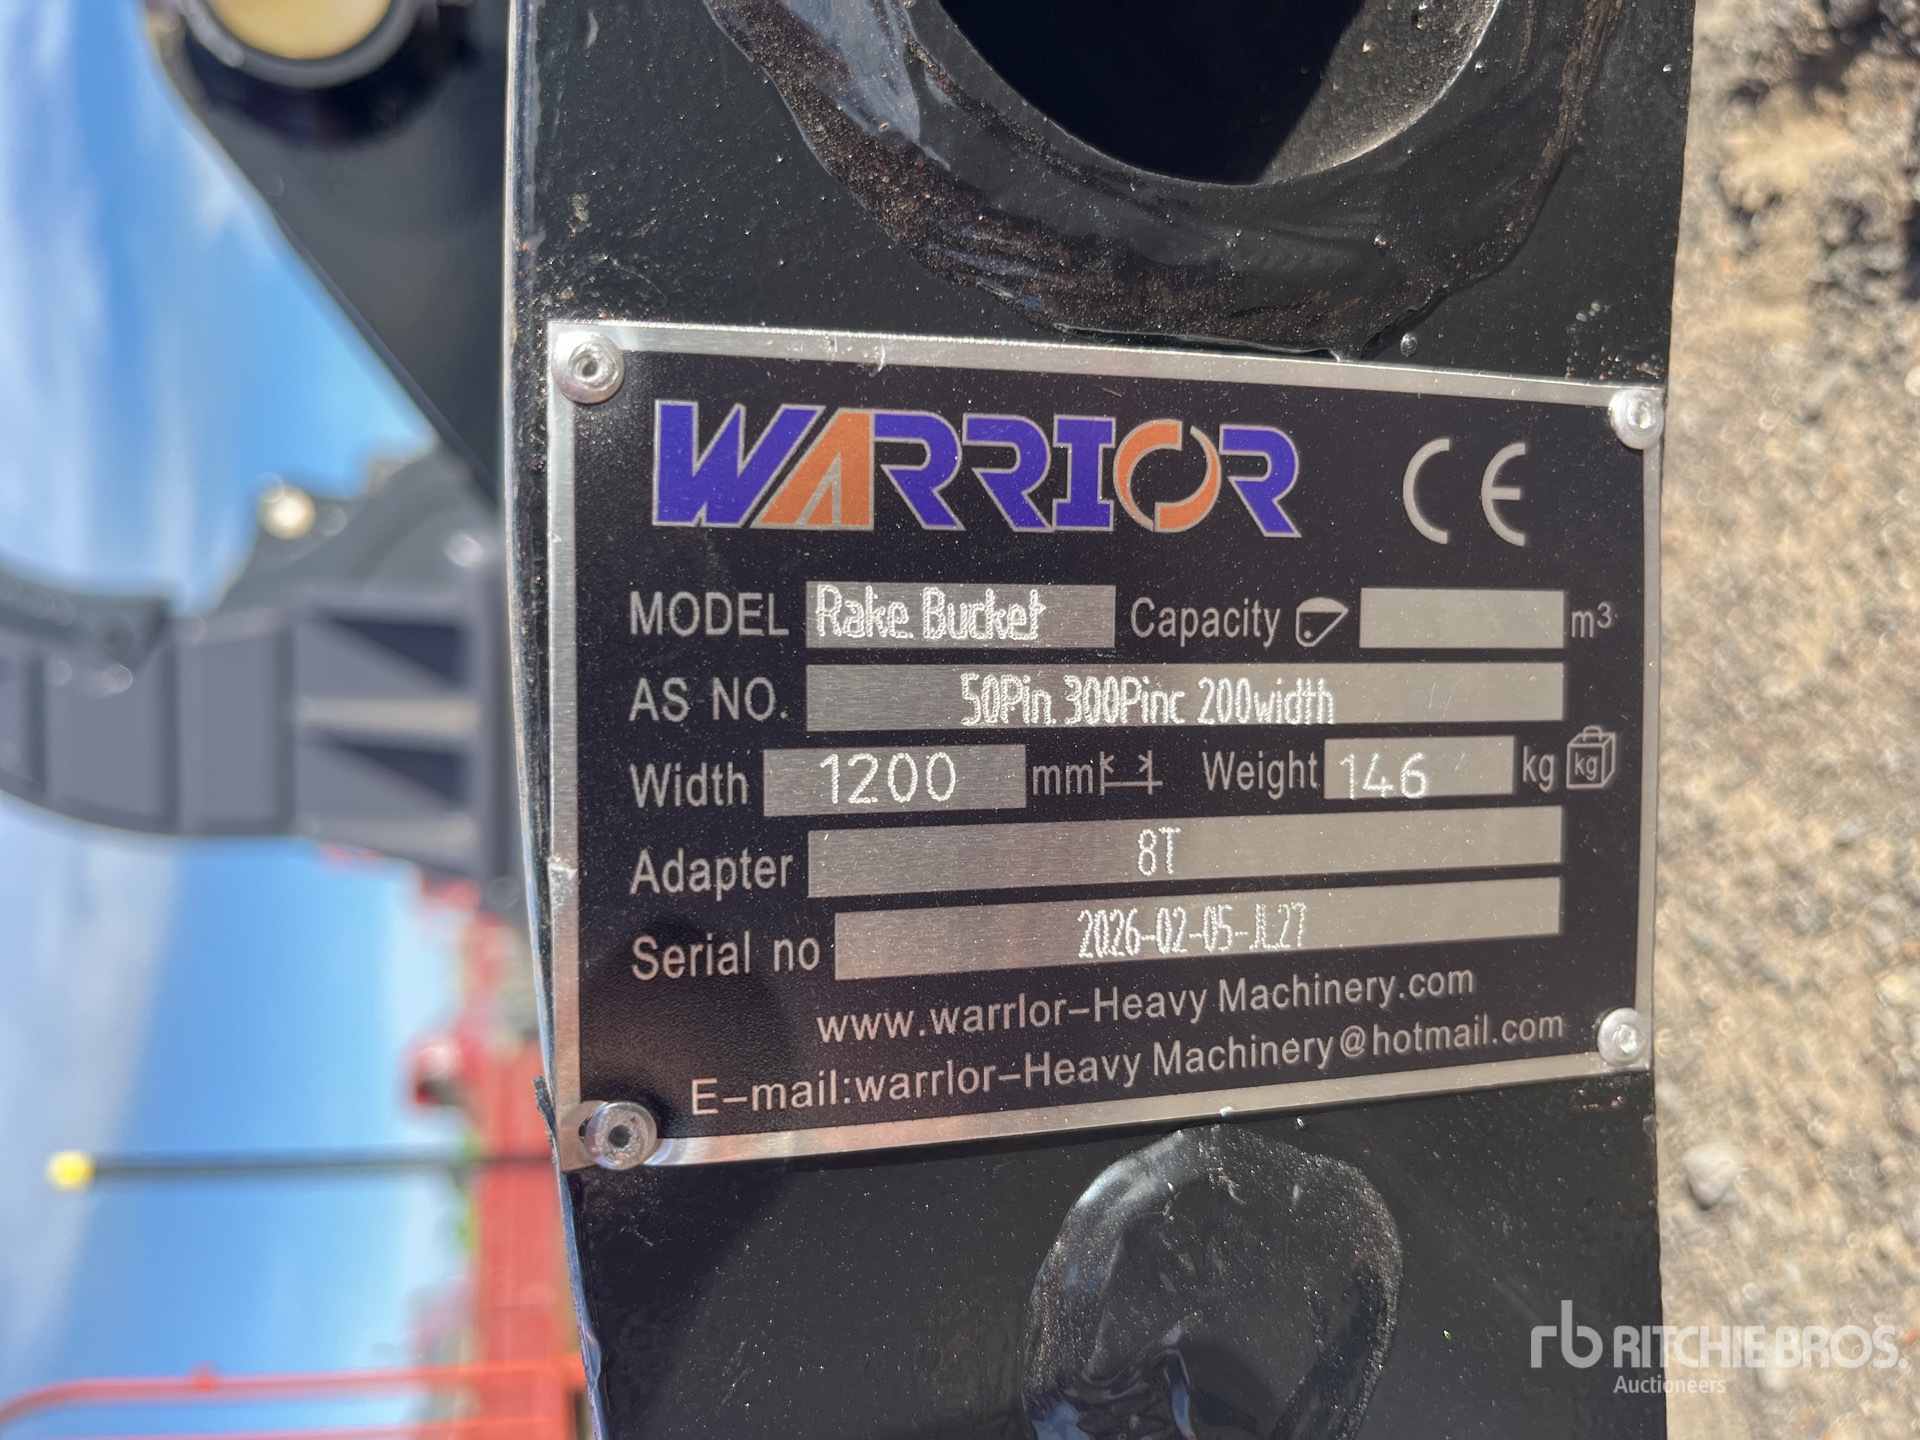 WARRIOR CE
MODEL Rake Bucket Capacity m³
AS NO. 50Pin 300Pinc 200width
Width 1200 mm Weight 146 kg kg
Adapter 8T
Serial no 2026-02-05-JL27
www.warrlor-Heavy Machinery.com
E-mail:warrlor-Heavy Machinery@hotmail.com
rb RITCHIE BROS.
Auctioneers